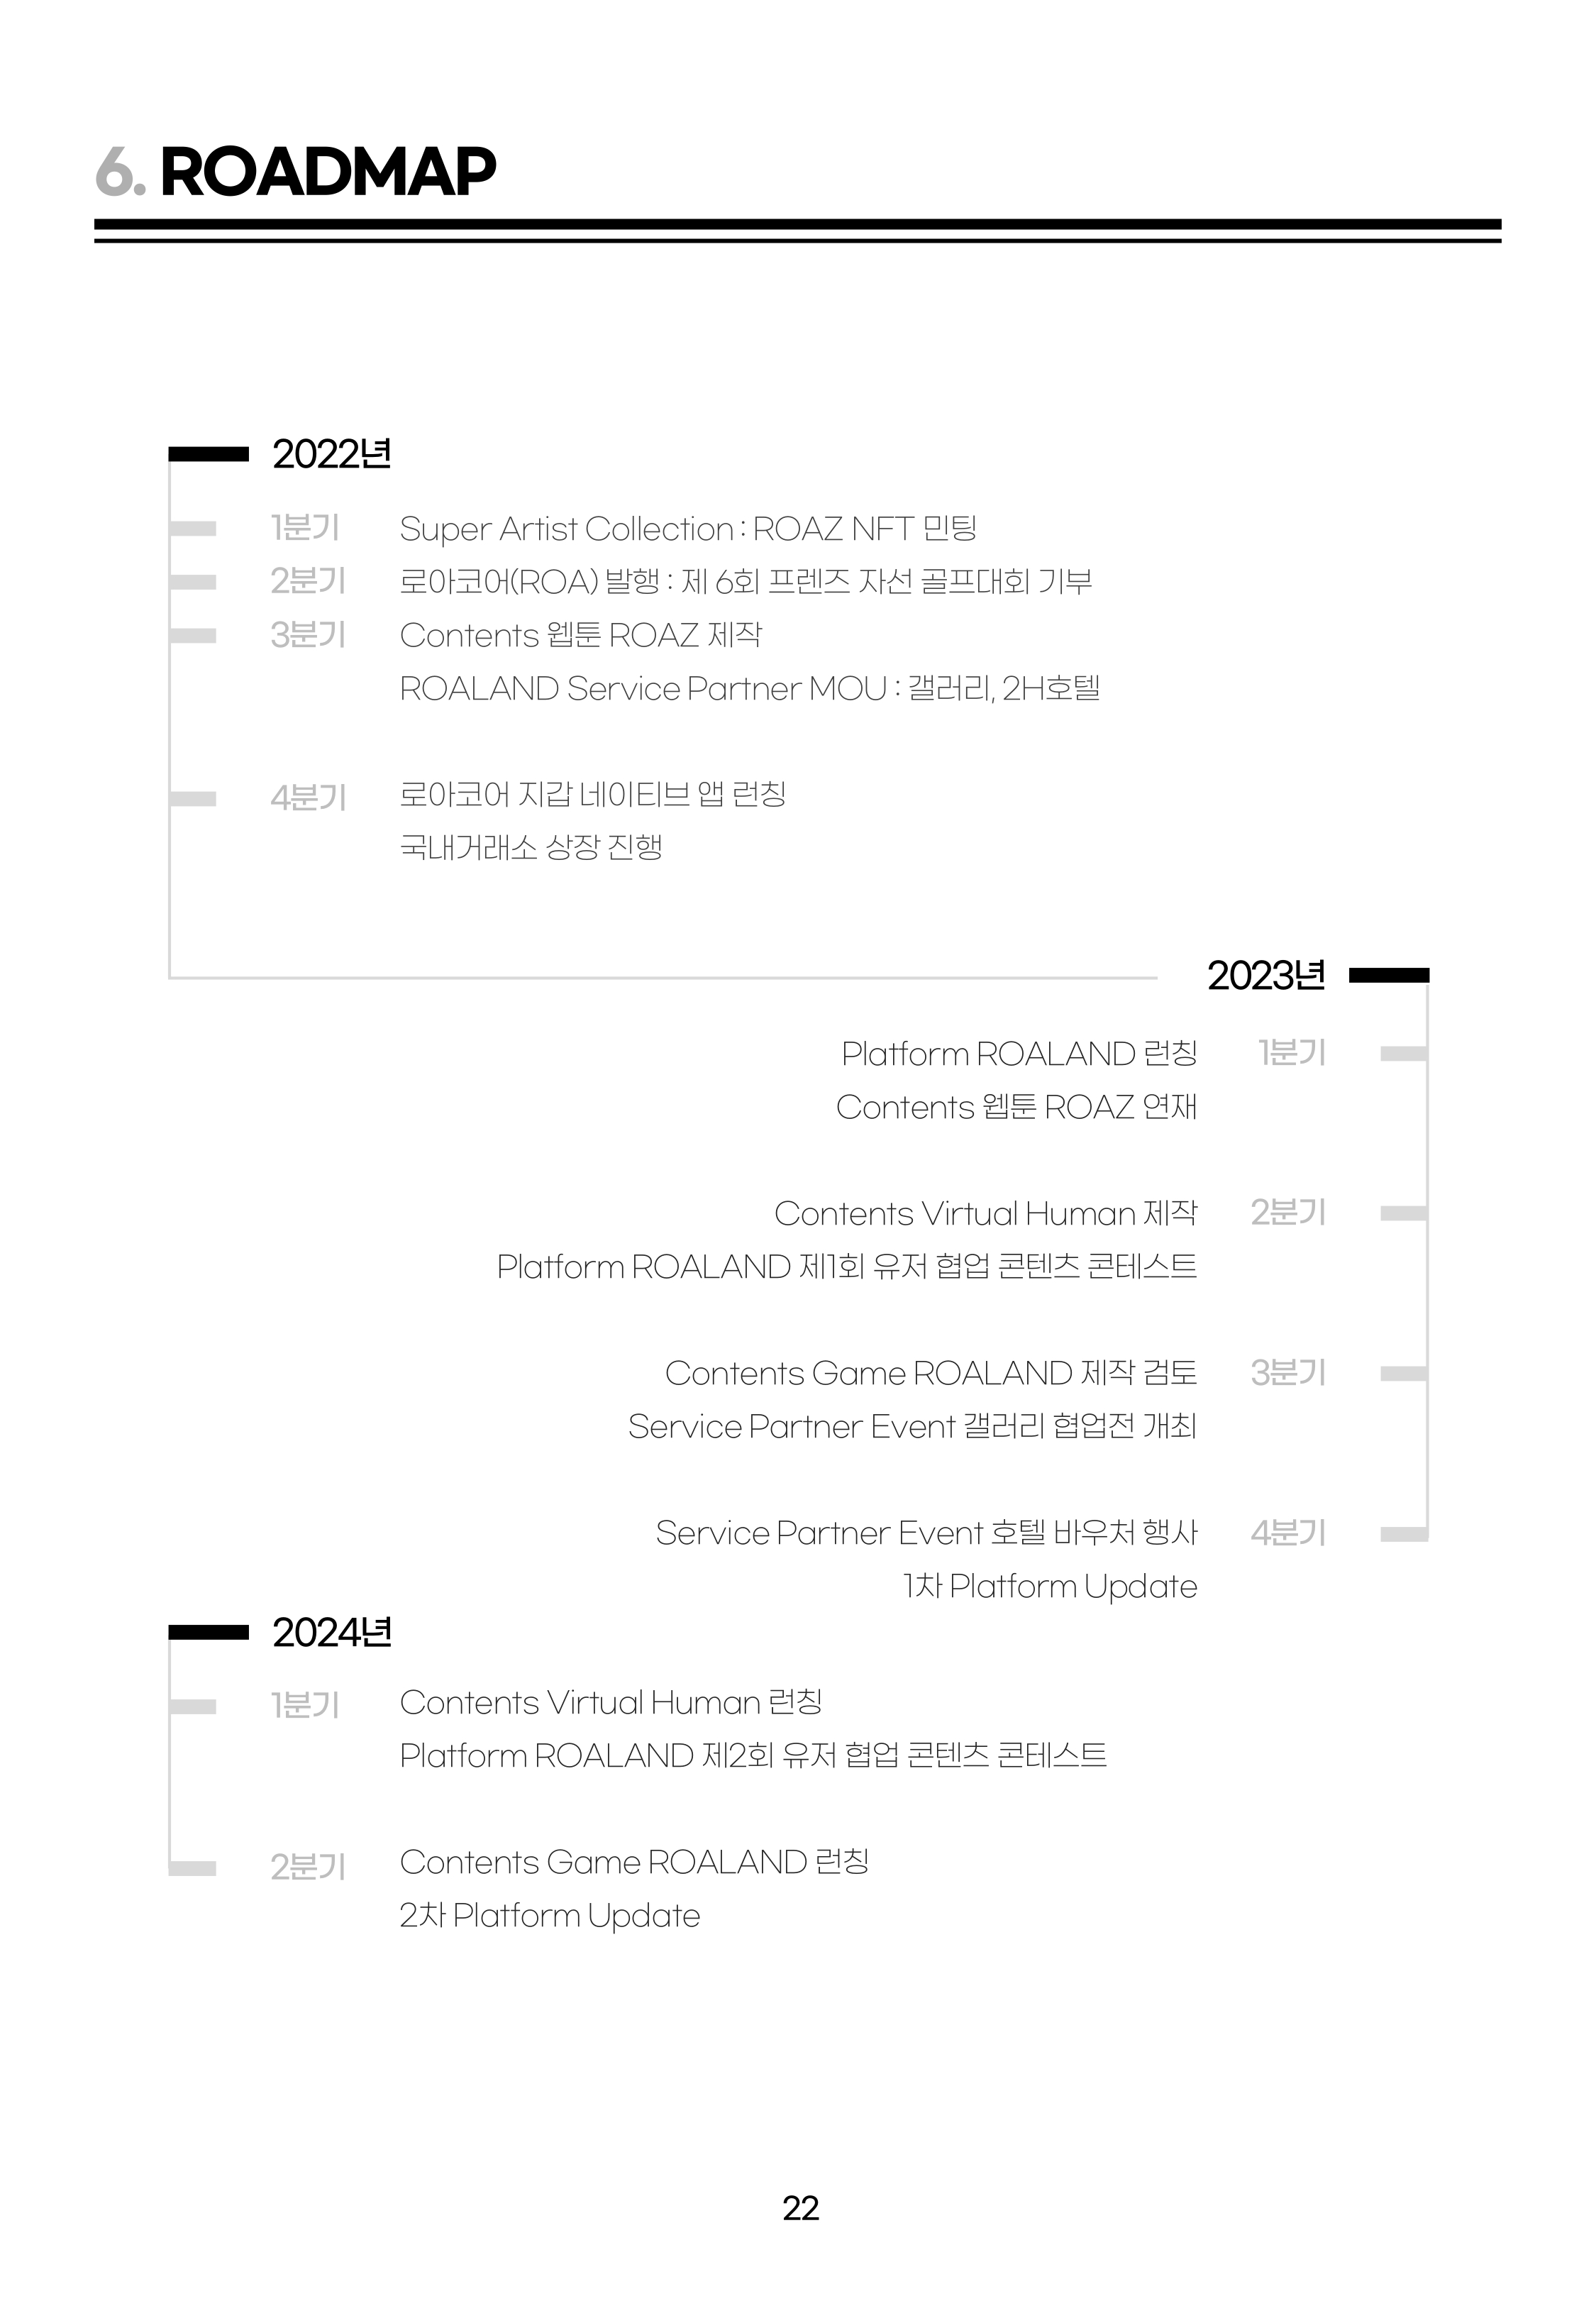 6. ROADMAP
2022년
1분기 Super Artist Collection : ROAZ NFT 민팅
2분기 로아코어(ROA) 발행 : 제 6회 프렌즈 자선 골프대회 기부
3분기 Contents 웹툰 ROAZ 제작
ROALAND Service Partner MOU : 갤러리, 2H호텔
4분기 로아코어 지갑 네이티브 앱 런칭
국내거래소 상장 진행
2023년
Platform ROALAND 런칭 1분기
Contents 웹툰 ROAZ 연재
Contents Virtual Human 제작 2분기
Platform ROALAND 제1회 유저 협업 콘텐츠 콘테스트
Contents Game ROALAND 제작 검토 3분기
Service Partner Event 갤러리 협업전 개최
Service Partner Event 호텔 바우처 행사 4분기
1차 Platform Update
2024년
1분기 Contents Virtual Human 런칭
Platform ROALAND 제2회 유저 협업 콘텐츠 콘테스트
2분기 Contents Game ROALAND 런칭
2차 Platform Update
22